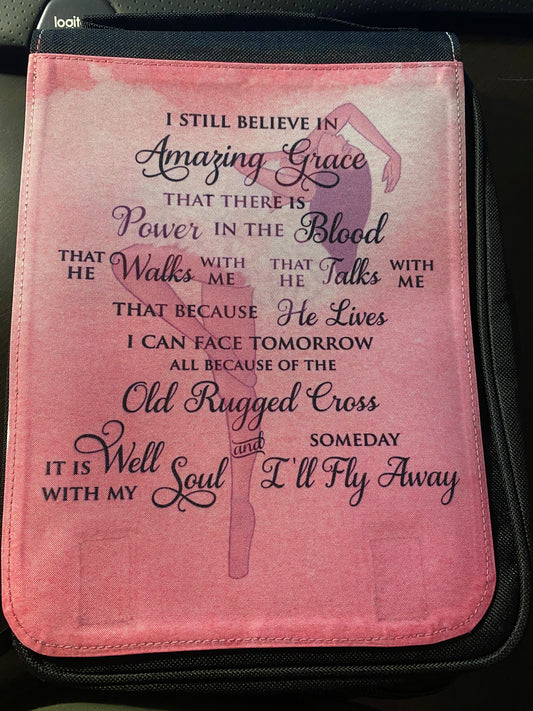 logit
I STILL BELIEVE IN
Amazing Grace
THAT THERE IS
Power IN THE Blood
THAT HE Walks WITH ME THAT HE Talks WITH ME
THAT BECAUSE He Lives
I CAN FACE TOMORROW
ALL BECAUSE OF THE
Old Rugged Cross
IT IS Well WITH MY Soul and SOMEDAY I'll Fly Away